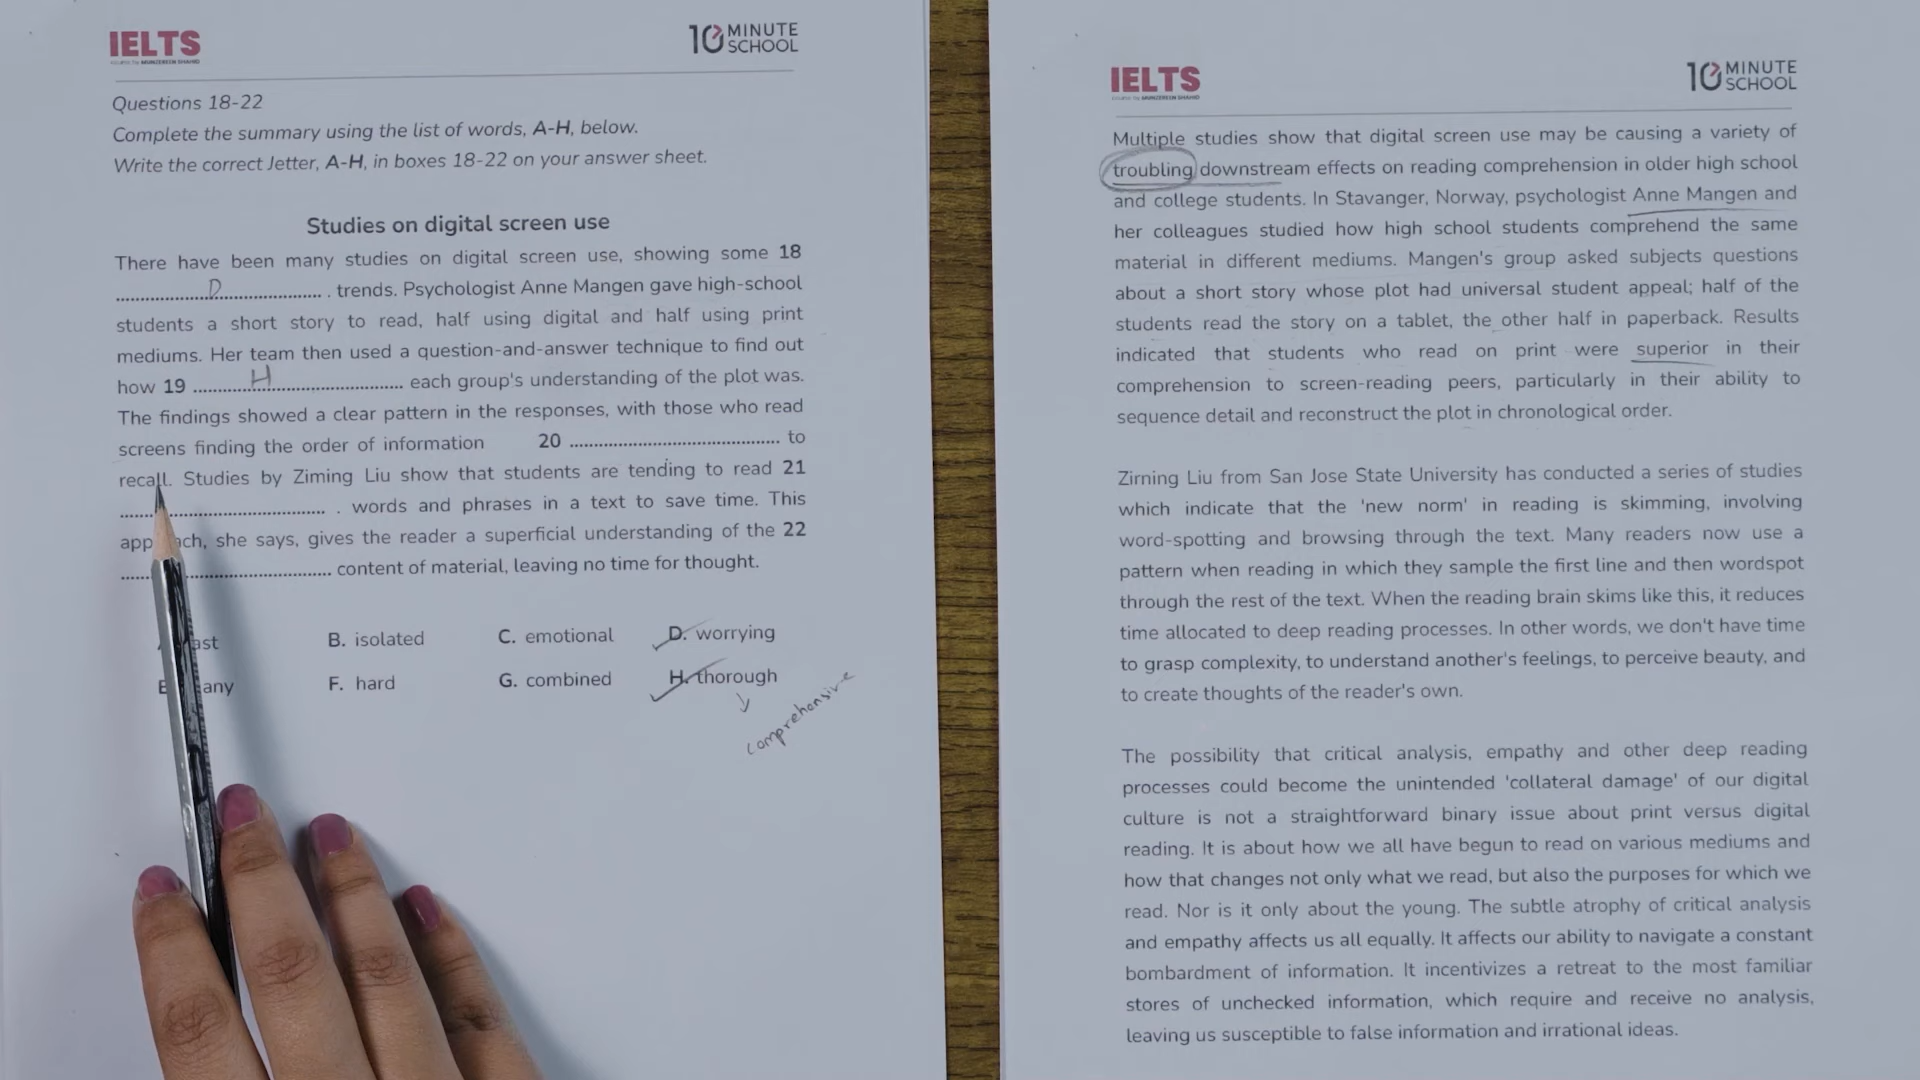 IELTS
10 MINUTE SCHOOL
Questions 18-22
Complete the summary using the list of words, A-H, below.
Write the correct Jetter, A-H, in boxes 18-22 on your answer sheet.
Studies on digital screen use
There have been many studies on digital screen use, showing some 18
D trends. Psychologist Anne Mangen gave high-school
students a short story to read, half using digital and half using print
mediums. Her team then used a question-and-answer technique to find out
how 19 H each group's understanding of the plot was.
The findings showed a clear pattern in the responses, with those who read
screens finding the order of information 20 to
recall. Studies by Ziming Liu show that students are tending to read 21
. words and phrases in a text to save time. This
she says, gives the reader a superficial understanding of the 22
content of material, leaving no time for thought.
B. isolated C. emotional D. worrying
F. hard G. combined H. thorough
comprehensive
IELTS
10 MINUTE SCHOOL
Multiple studies show that digital screen use may be causing a variety of
troubling downstream effects on reading comprehension in older high school
and college students. In Stavanger, Norway, psychologist Anne Mangen and
her colleagues studied how high school students comprehend the same
material in different mediums. Mangen's group asked subjects questions
about a short story whose plot had universal student appeal; half of the
students read the story on a tablet, the other half in paperback. Results
indicated that students who read on print were superior in their
comprehension to screen-reading peers, particularly in their ability to
sequence detail and reconstruct the plot in chronological order.
Zirning Liu from San Jose State University has conducted a series of studies
which indicate that the 'new norm' in reading is skimming, involving
word-spotting and browsing through the text. Many readers now use a
pattern when reading in which they sample the first line and then wordspot
through the rest of the text. When the reading brain skims like this, it reduces
time allocated to deep reading processes. In other words, we don't have time
to grasp complexity, to understand another's feelings, to perceive beauty, and
to create thoughts of the reader's own.
The possibility that critical analysis, empathy and other deep reading
processes could become the unintended 'collateral damage' of our digital
culture is not a straightforward binary issue about print versus digital
reading. It is about how we all have begun to read on various mediums and
how that changes not only what we read, but also the purposes for which we
read. Nor is it only about the young. The subtle atrophy of critical analysis
and empathy affects us all equally. It affects our ability to navigate a constant
bombardment of information. It incentivizes a retreat to the most familiar
stores of unchecked information, which require and receive no analysis,
leaving us susceptible to false information and irrational ideas.